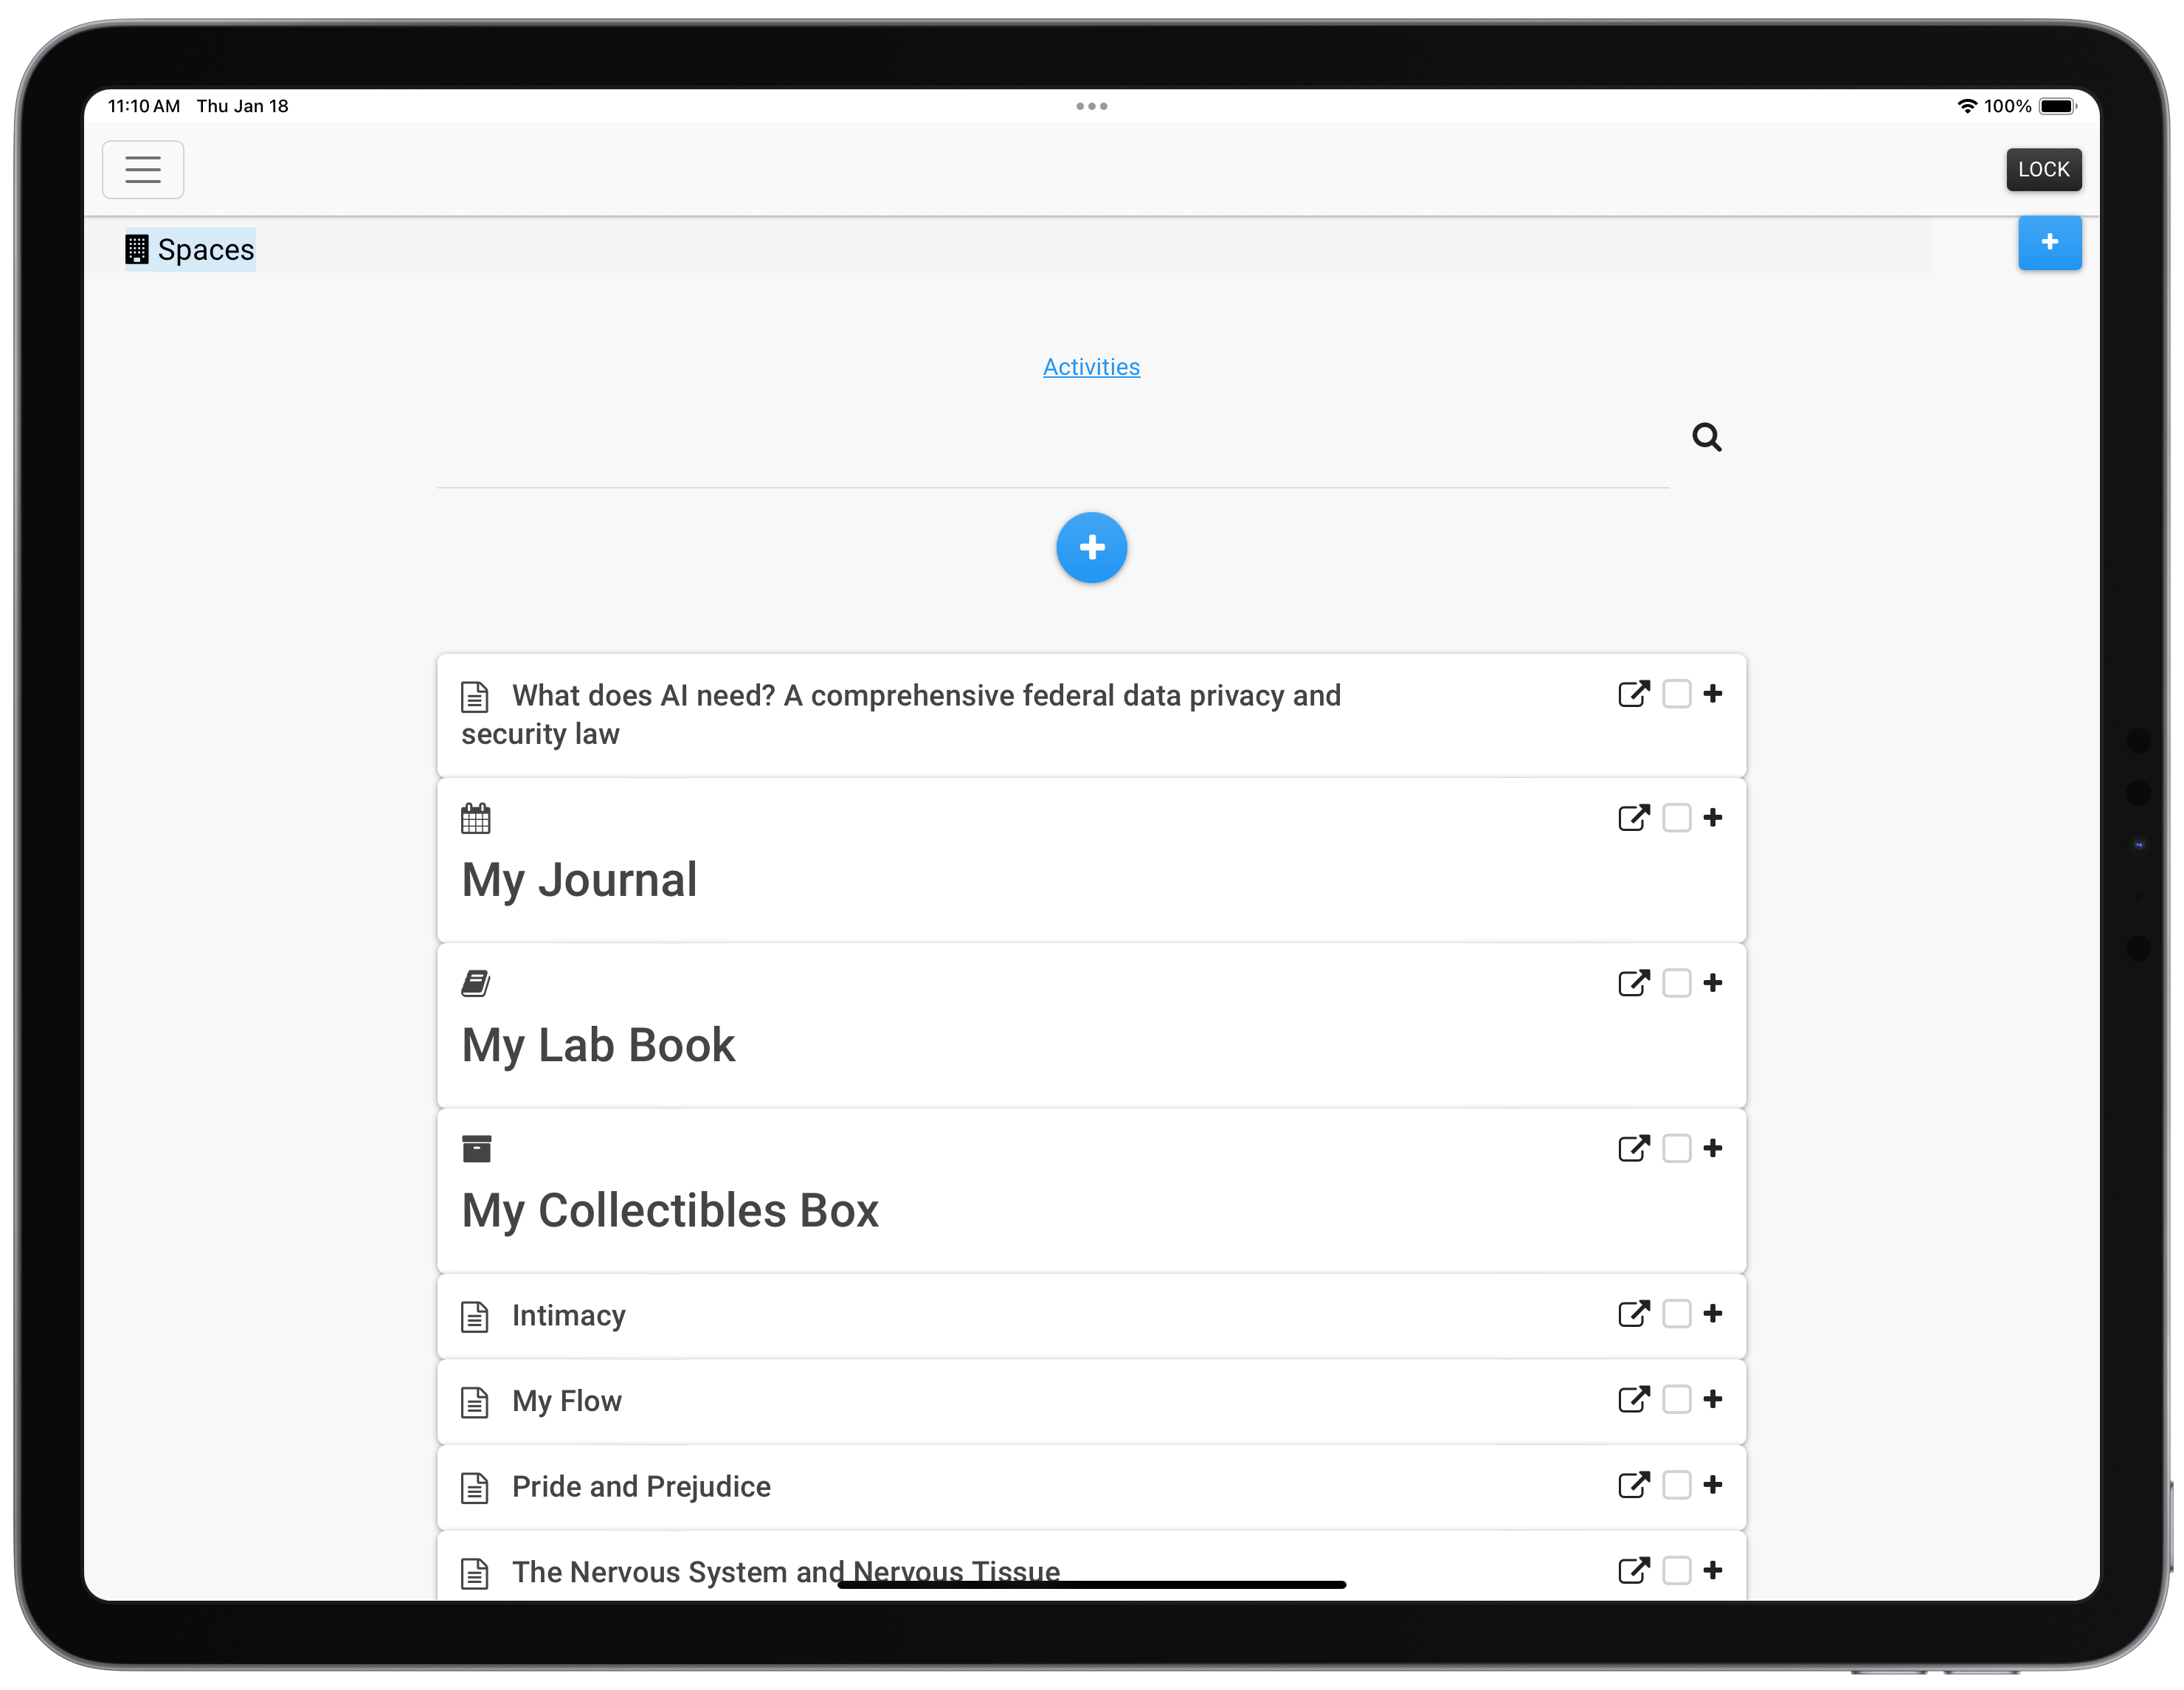 11:10 AM Thu Jan 18
100%
LOCK
Spaces
Activities
What does AI need? A comprehensive federal data privacy and
security law
My Journal
My Lab Book
My Collectibles Box
Intimacy
My Flow
Pride and Prejudice
The Nervous System and Nervous Tissue